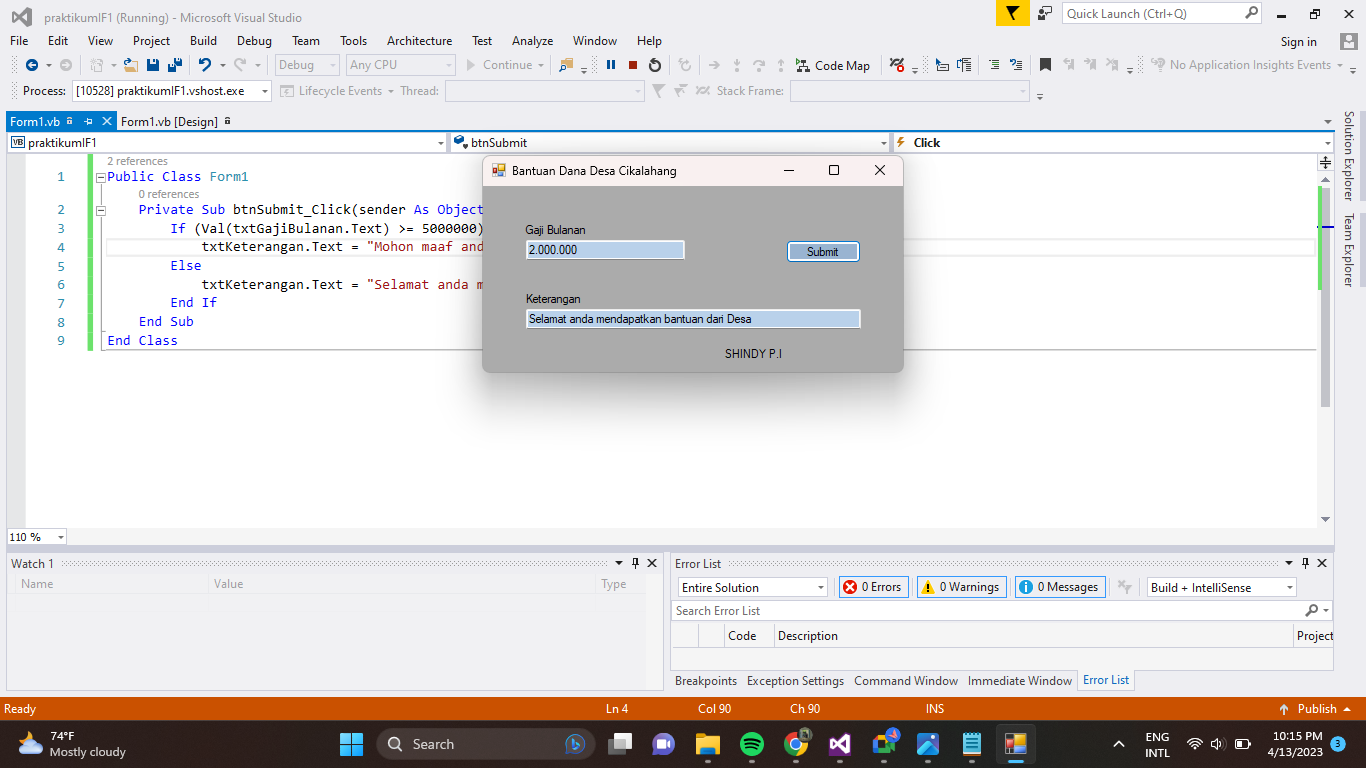 praktikumIF1 (Running) - Microsoft Visual Studio
Quick Launch (Ctrl+Q)
File Edit View Project Build Debug Team Tools Architecture Test Analyze Window Help
Sign in
Debug Any CPU Continue Code Map No Application Insights Events
Process: [10528] praktikumIF1.vshost.exe Lifecycle Events Thread: Stack Frame:
Form1.vb Form1.vb [Design]
VB praktikumIF1 btnSubmit Click
2 references
1 Public Class Form1
0 references
2 Private Sub btnSubmit_Click(sender As Object
3 If (Val(txtGajiBulanan.Text) >= 5000000)
4 txtKeterangan.Text = "Mohon maaf and
5 Else
6 txtKeterangan.Text = "Selamat anda m
7 End If
8 End Sub
9 End Class
Bantuan Dana Desa Cikalahang
Gaji Bulanan
2.000.000
Submit
Keterangan
Selamat anda mendapatkan bantuan dari Desa
SHINDY P.I
Solution Explorer
Team Explorer
110 %
Watch 1
Name Value Type
Error List
Entire Solution 0 Errors 0 Warnings 0 Messages Build + IntelliSense
Search Error List
Code Description Project
Breakpoints Exception Settings Command Window Immediate Window Error List
Ready Ln 4 Col 90 Ch 90 INS Publish
74°F
Mostly cloudy
Search
ENG
INTL
10:15 PM
4/13/2023
3